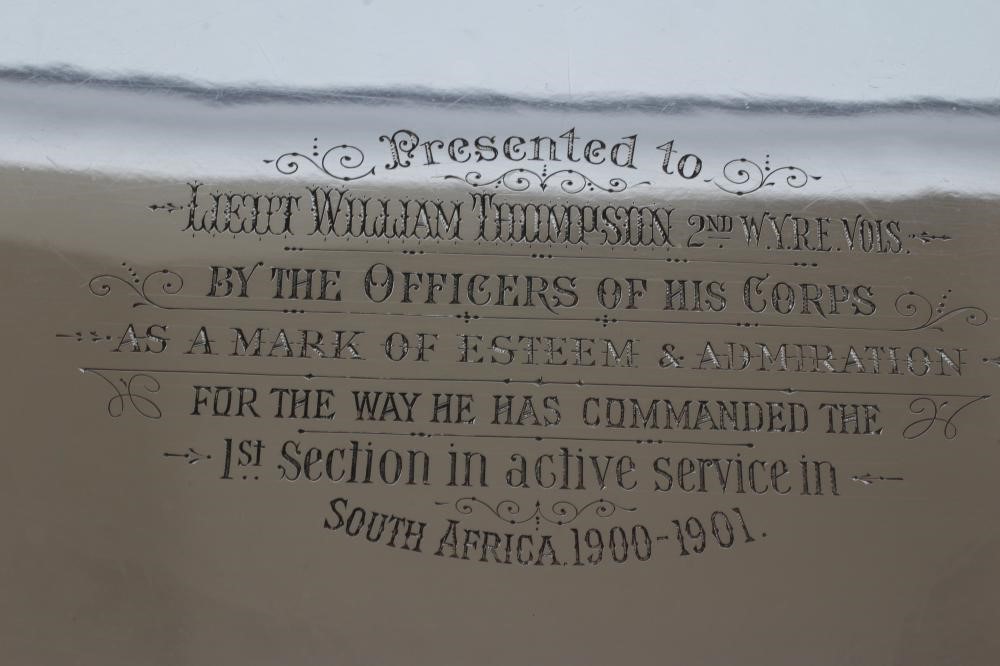 Presented to
LIEUT WILLIAM THOMPSON 2ND W.Y.R.E. VOLS.
BY THE OFFICERS OF HIS CORPS
AS A MARK OF ESTEEM & ADMIRATION
FOR THE WAY HE HAS COMMANDED THE
1st Section in active service in
SOUTH AFRICA. 1900-1901.